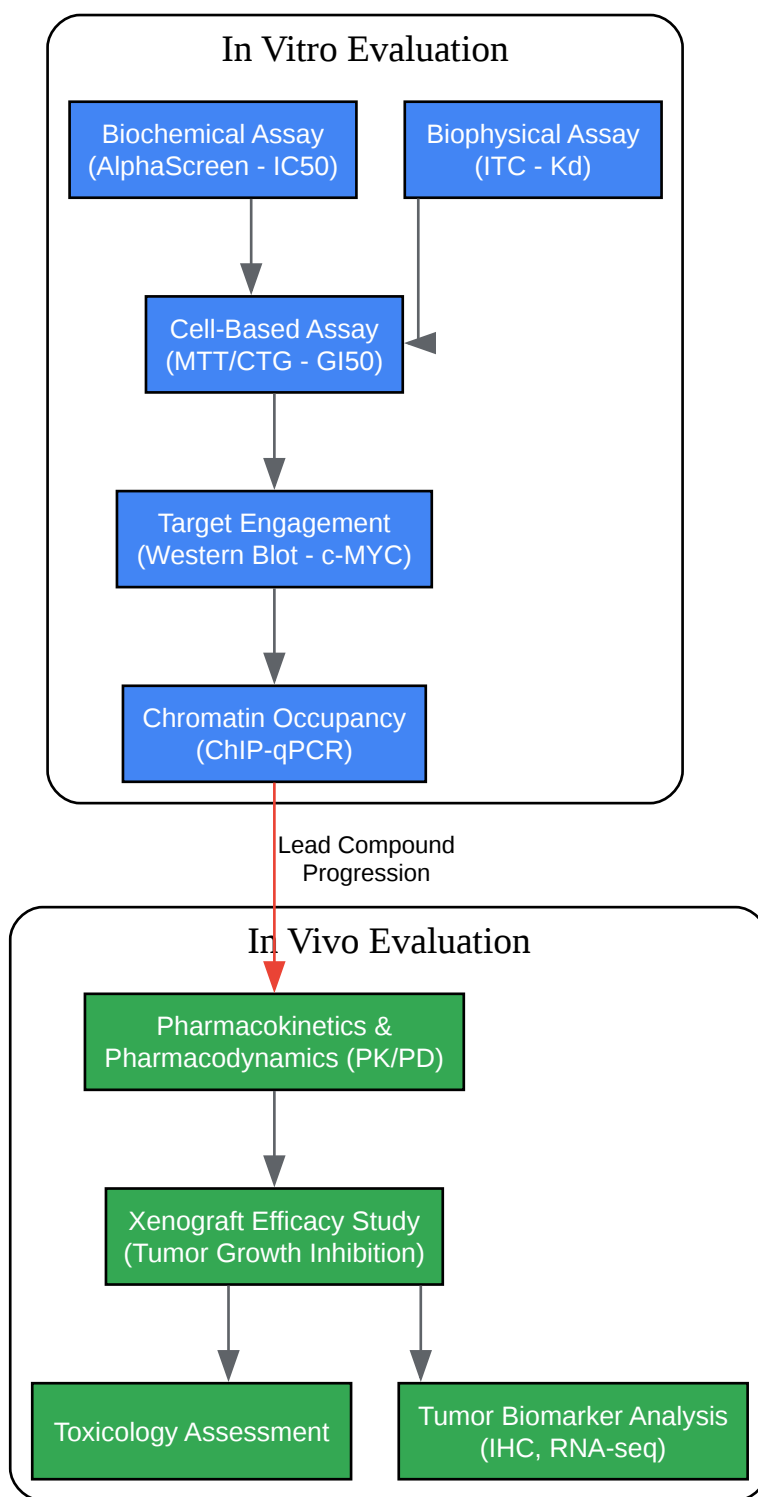 In Vitro Evaluation
Biochemical Assay
(AlphaScreen - IC50)
Biophysical Assay
(ITC - Kd)
Cell-Based Assay
(MTT/CTG - GI50)
Target Engagement
(Western Blot - c-MYC)
Chromatin Occupancy
(ChIP-qPCR)
Lead Compound
Progression
In Vivo Evaluation
Pharmacokinetics &
Pharmacodynamics (PK/PD)
Xenograft Efficacy Study
(Tumor Growth Inhibition)
Toxicology Assessment
Tumor Biomarker Analysis
(IHC, RNA-seq)